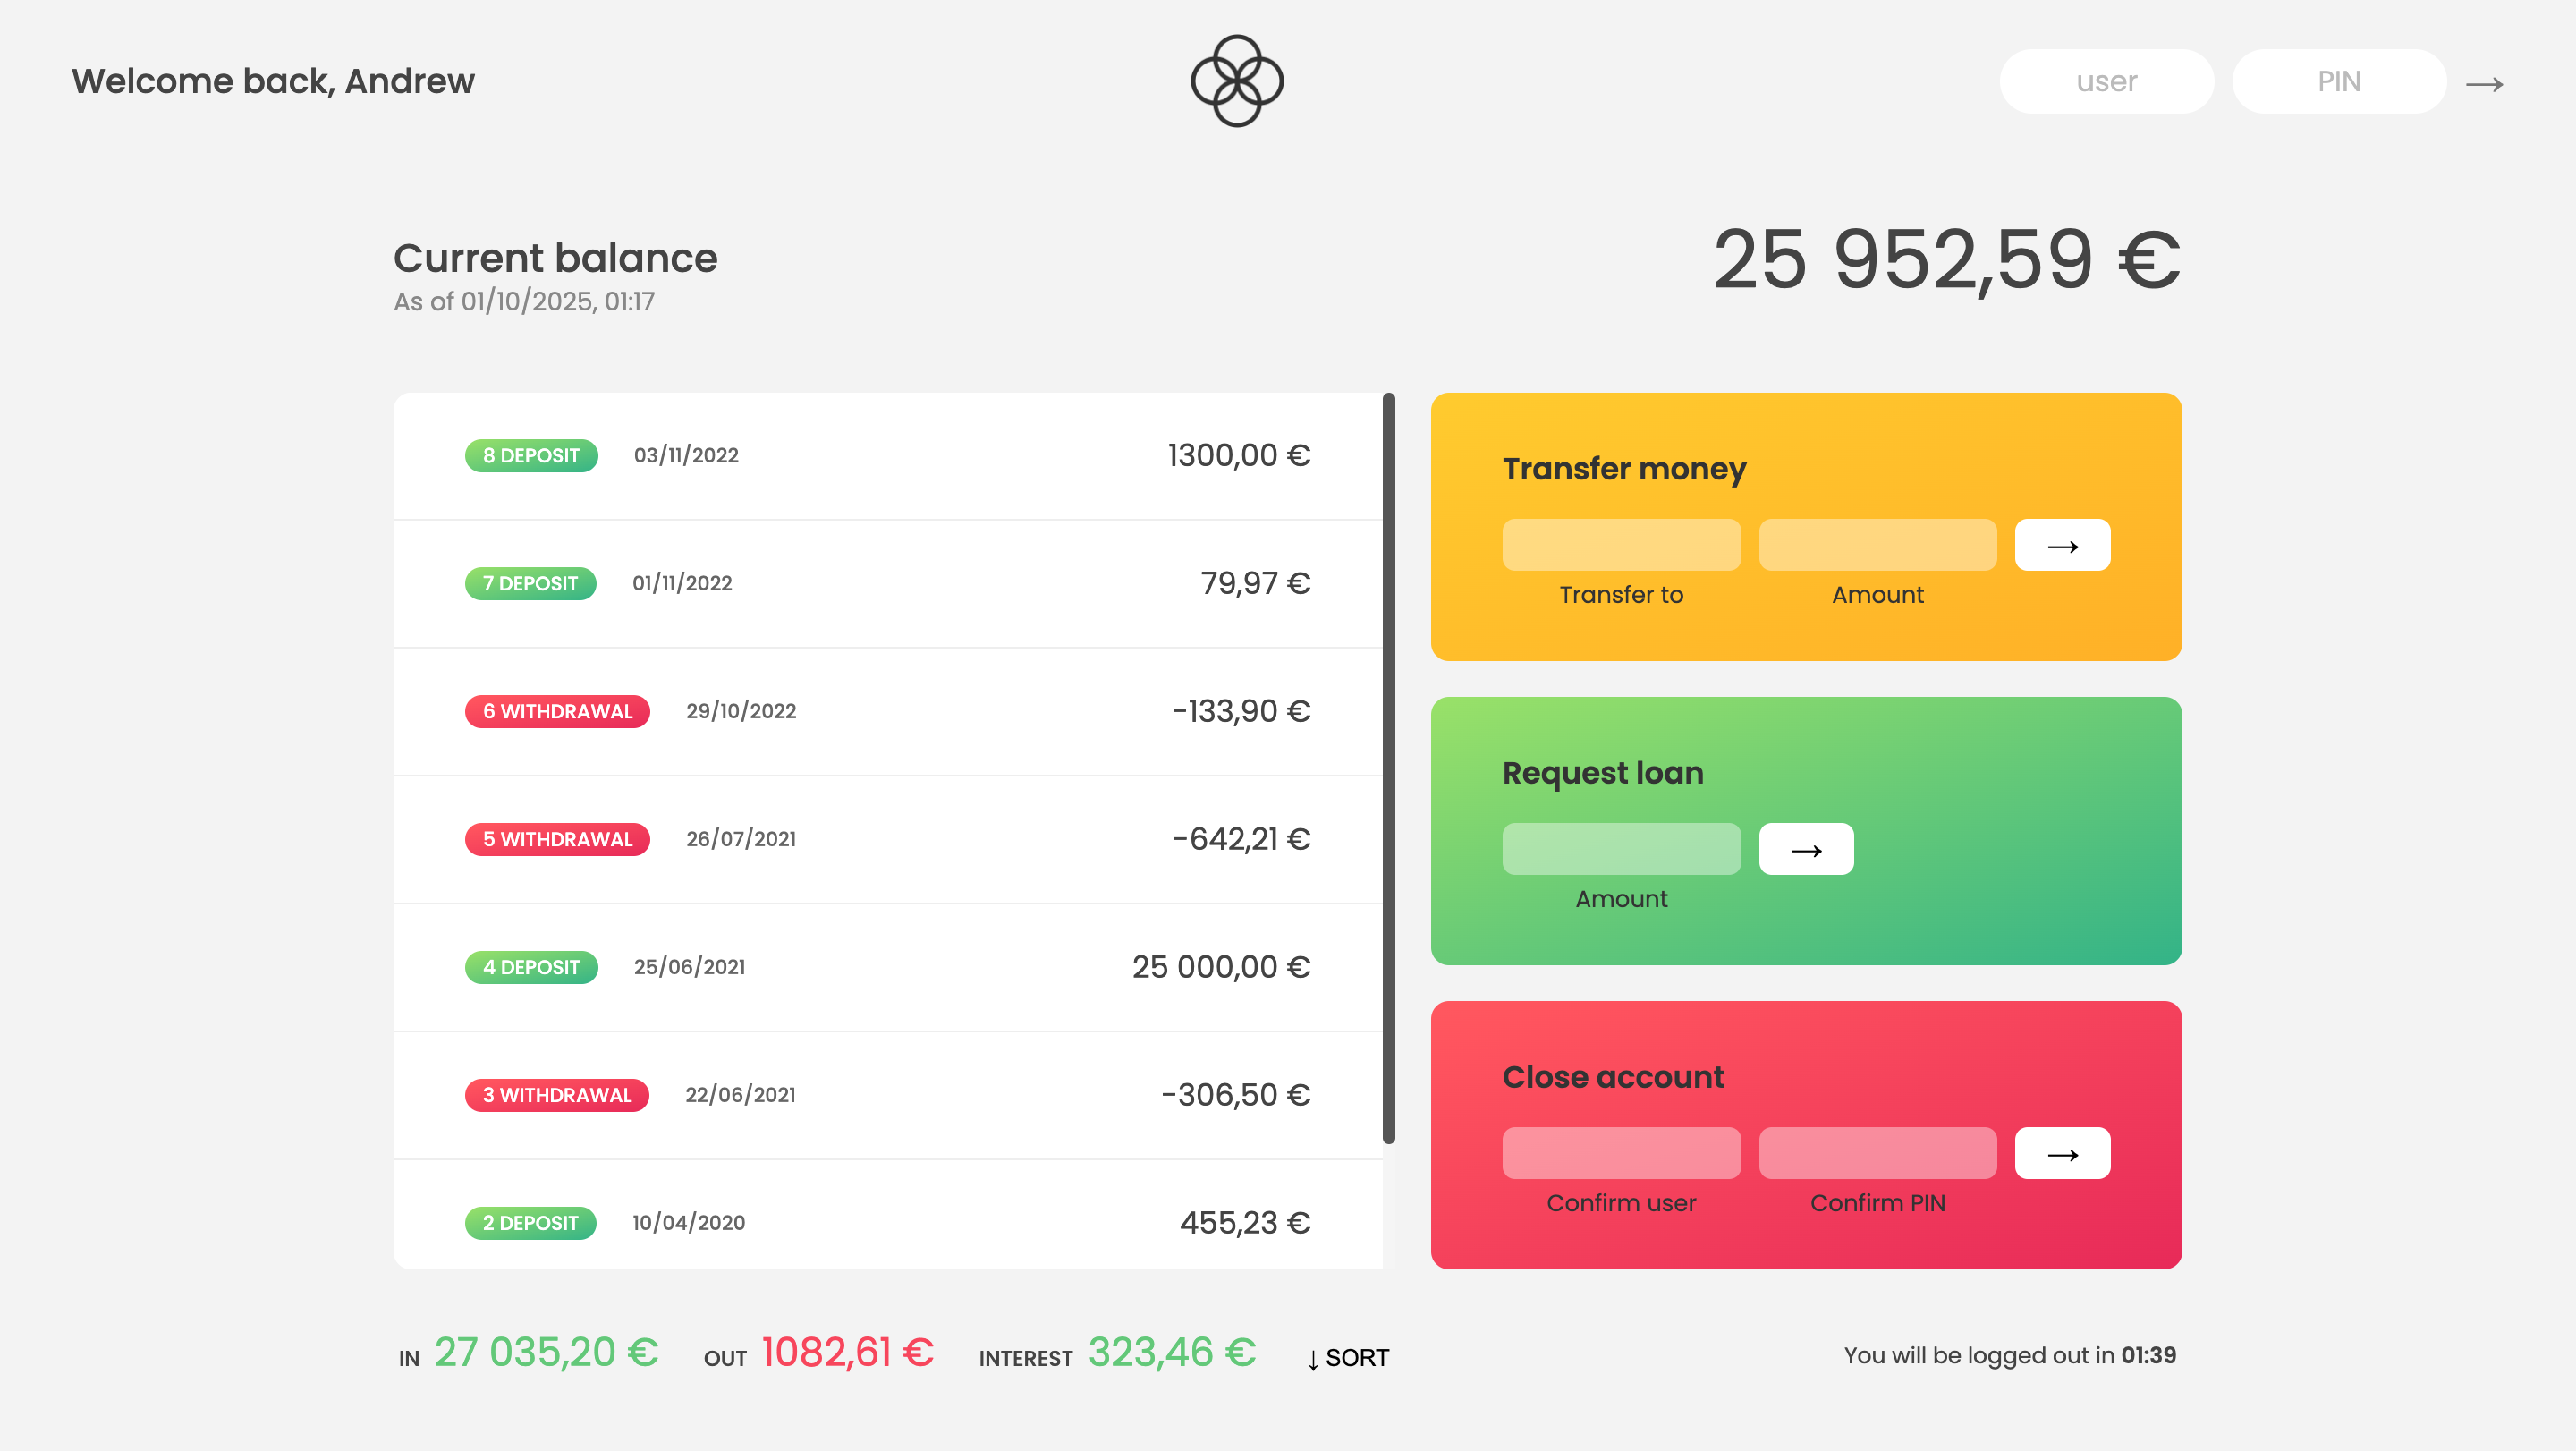 Welcome back, Andrew
user
PIN
→
Current balance
As of 01/10/2025, 01:17
25 952,59 €
8 DEPOSIT 03/11/2022 1300,00 €
7 DEPOSIT 01/11/2022 79,97 €
6 WITHDRAWAL 29/10/2022 -133,90 €
5 WITHDRAWAL 26/07/2021 -642,21 €
4 DEPOSIT 25/06/2021 25 000,00 €
3 WITHDRAWAL 22/06/2021 -306,50 €
2 DEPOSIT 10/04/2020 455,23 €
Transfer money
→
Transfer to Amount
Request loan
→
Amount
Close account
→
Confirm user Confirm PIN
IN 27 035,20 € OUT 1082,61 € INTEREST 323,46 € ↓ SORT
You will be logged out in 01:39